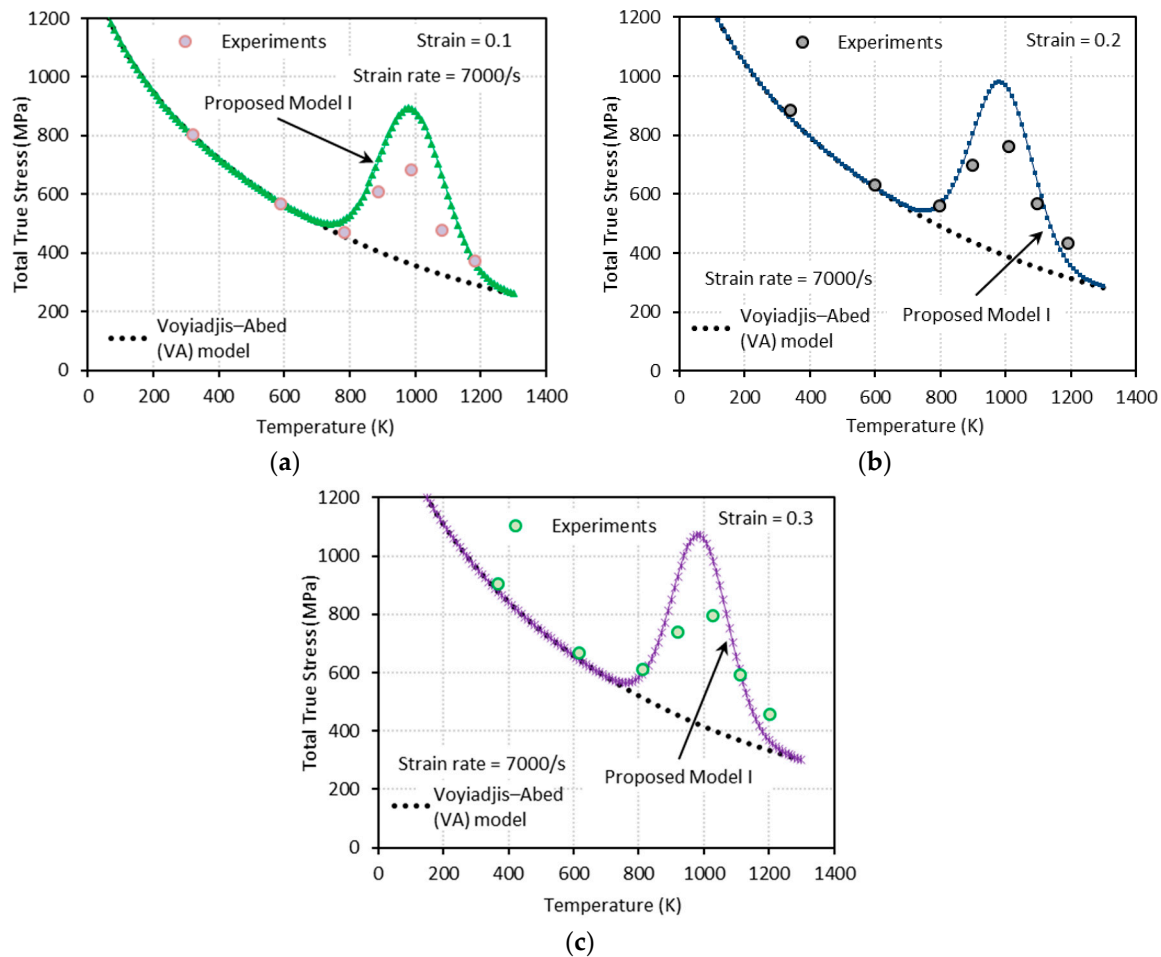 1200
1000
800
600
400
200
0
Total True Stress (MPa)
Experiments
Strain = 0.1
Strain rate = 7000/s
Proposed Model I
Voyiadjis–Abed
(VA) model
0 200 400 600 800 1000 1200 1400
Temperature (K)
(a)
1200
1000
800
600
400
200
0
Total True Stress (MPa)
Experiments
Strain = 0.2
Strain rate = 7000/s
Proposed Model I
Voyiadjis–Abed
(VA) model
0 200 400 600 800 1000 1200 1400
Temperature (K)
(b)
1200
1000
800
600
400
200
0
Total True Stress (MPa)
Experiments
Strain = 0.3
Strain rate = 7000/s
Proposed Model I
Voyiadjis–Abed
(VA) model
0 200 400 600 800 1000 1200 1400
Temperature (K)
(c)